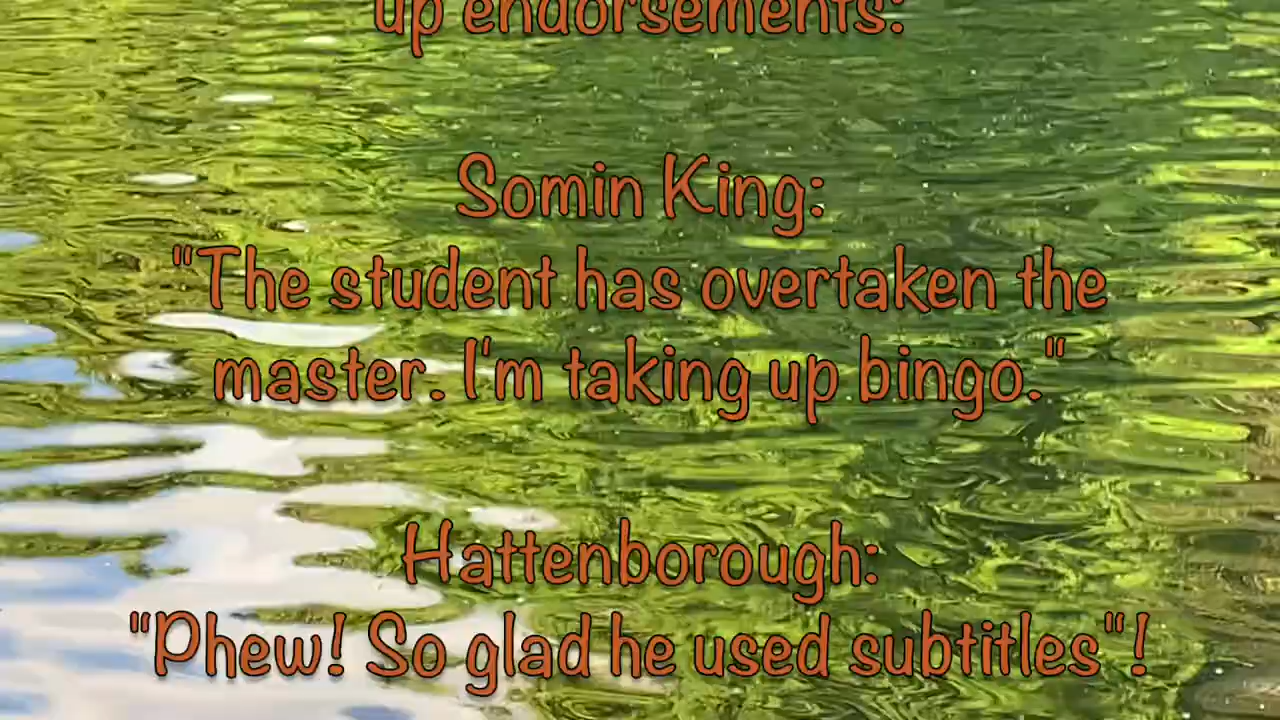 up endorsements:
Somin King:
"The student has overtaken the
master. I'm taking up bingo."
Hattenborough:
"Phew! So glad he used subtitles"!